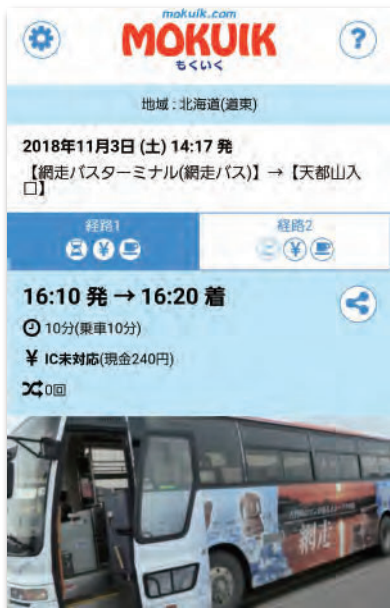 mokuik.com
MOKUIK
?
もくいく
地域 : 北海道(道東)
2018年11月3日 (土) 14:17 発
【網走バスターミナル(網走バス)】 → 【天都山入
口】
経路1
経路2
¥
¥
16:10 発 → 16:20 着
10分(乗車10分)
¥ IC未対応(現金240円)
0回
網走